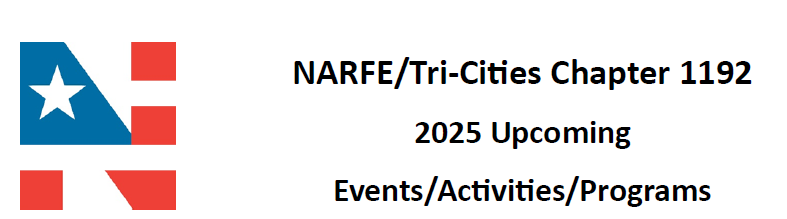 NARFE/Tri-Cities Chapter 1192
2025 Upcoming
Events/Activities/Programs